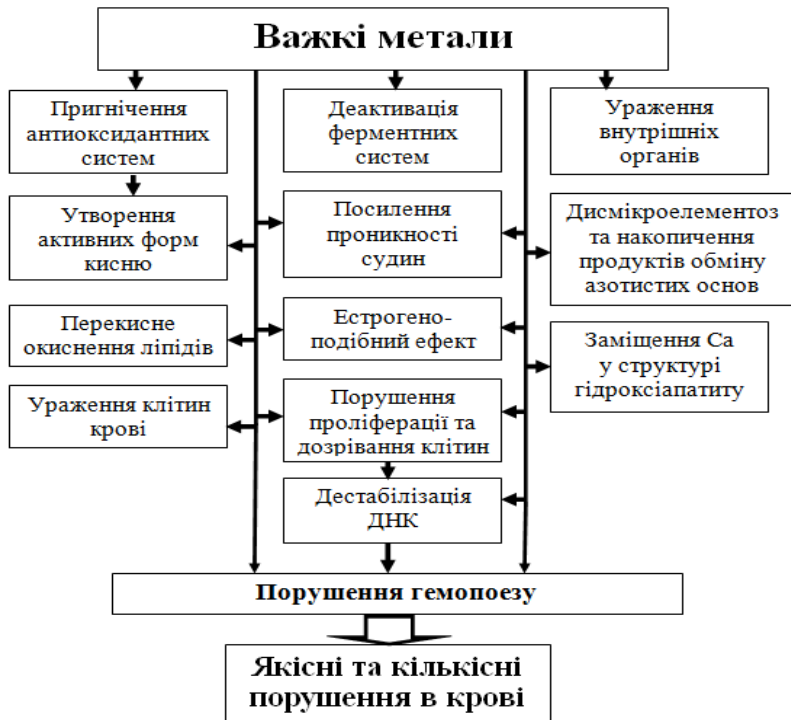 Важкі метали
Пригнічення
антиоксидантних
систем
Деактивація
ферментних
систем
Ураження
внутрішніх
органів
Утворення
активних форм
кисню
Посилення
проникності
судин
Дисмікроелементоз
та накопичення
продуктів обміну
азотистих основ
Перекисне
окиснення ліпідів
Естрогено-
подібний ефект
Заміщення Са
у структурі
гідроксіапатиту
Ураження клітин
крові
Порушення
проліферації та
дозрівання клітин
Дестабілізація
ДНК
Порушення гемопоезу
Якісні та кількісні
порушення в крові